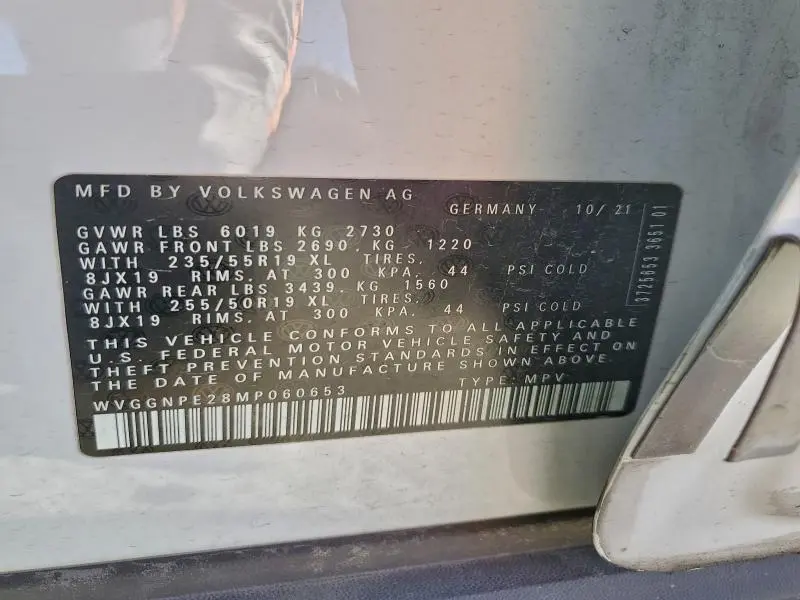 MFD BY VOLKSWAGEN AG
GERMANY 10/ 21
GVWR LBS 6019 KG 2730
GAWR FRONT LBS 2690. KG 1220
WITH 235/55R19 XL TIRES.
8JX19 RIMS. AT 300 KPA. 44 PSI COLD
GAWR REAR LBS 3439. KG 1560
WITH 255/50R19 XL TIRES.
8JX19 RIMS. AT 300 KPA. 44 PSI COLD
THIS VEHICLE CONFORMS TO ALL APPLICABLE
U.S. FEDERAL MOTOR VEHICLE SAFETY AND
THEFT PREVENTION STANDARDS IN EFFECT ON
THE DATE OF MANUFACTURE SHOWN ABOVE.
WVGGNPE28MP060653 TYPE: MPV
3725653 3651 01